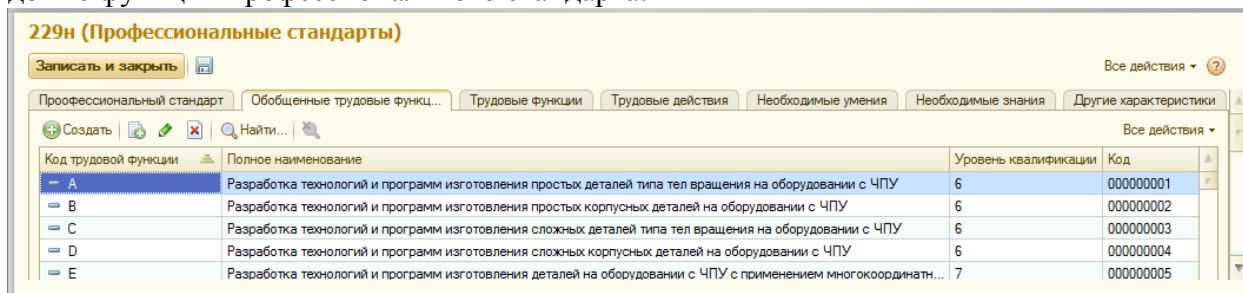 229н (Профессиональные стандарты)
Записать и закрыть Все действия
Проофессиональный стандарт Обобщенные трудовые функц... Трудовые функции Трудовые действия Необходимые умения Необходимые знания Другие характеристики
Создать Найти... Все действия
Код трудовой функции Полное наименование Уровень квалификации Код
A Разработка технологий и программ изготовления простых деталей типа тел вращения на оборудовании с ЧПУ 6 000000001
B Разработка технологий и программ изготовления простых корпусных деталей на оборудовании с ЧПУ 6 000000002
C Разработка технологий и программ изготовления сложных деталей типа тел вращения на оборудовании с ЧПУ 6 000000003
D Разработка технологий и программ изготовления сложных корпусных деталей на оборудовании с ЧПУ 6 000000004
E Разработка технологий и программ изготовления деталей на оборудовании с ЧПУ с применением многокоординатн... 7 000000005